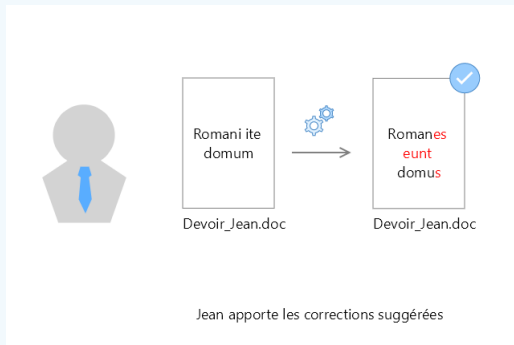 Romani ite
domum
Devoir_Jean.doc
Romanes
eunt
domus
Devoir_Jean.doc
Jean apporte les corrections suggérées